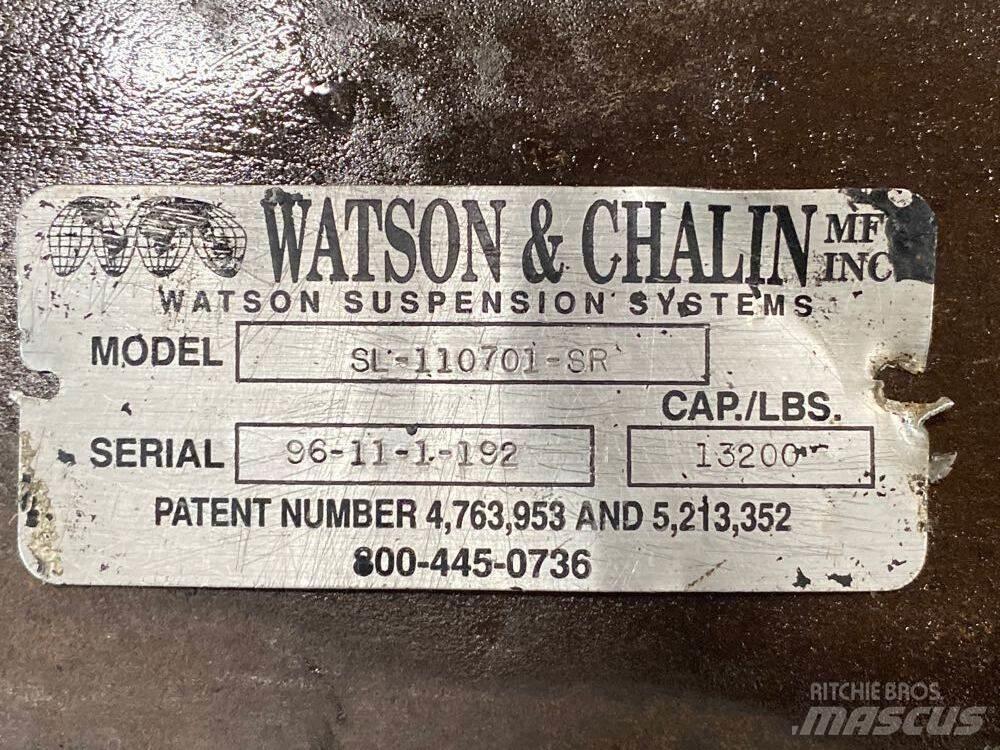 WATSON & CHALIN MF
INC
WATSON SUSPENSION SYSTEMS
MODEL SL-110701-SR
CAP./LBS.
SERIAL 96-11-1-192 13200
PATENT NUMBER 4,763,953 AND 5,213,352
800-445-0736
RITCHIE BROS.
MASCUS